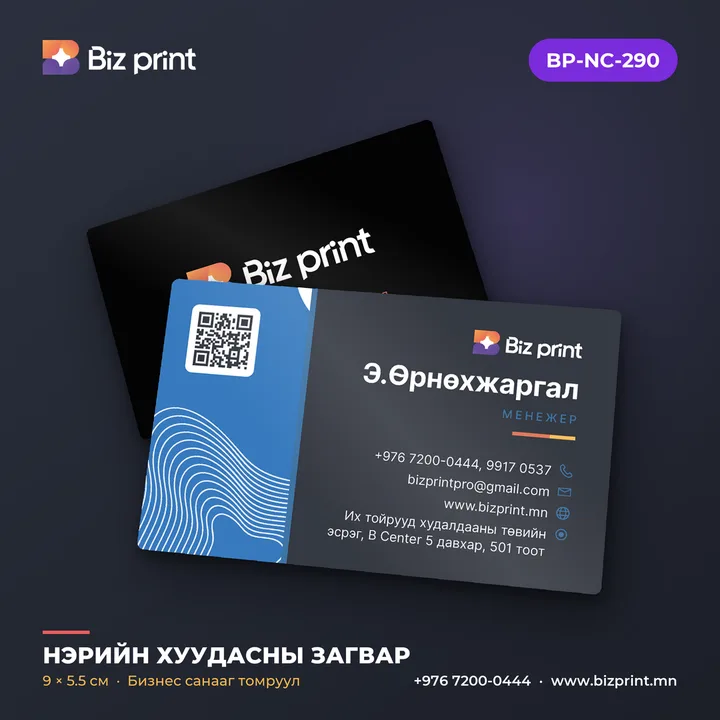 Biz print
BP-NC-290
Biz print
Biz print
Э.Өрнөхжаргал
МЕНЕЖЕР
+976 7200-0444, 9917 0537
bizprintpro@gmail.com
www.bizprint.mn
Их тойрууд худалдааны төвийн
эсрэг, B Center 5 давхар, 501 тоот
НЭРИЙН ХУУДАСНЫ ЗАГВАР
9 × 5.5 см · Бизнес санааг томруул
+976 7200-0444 · www.bizprint.mn